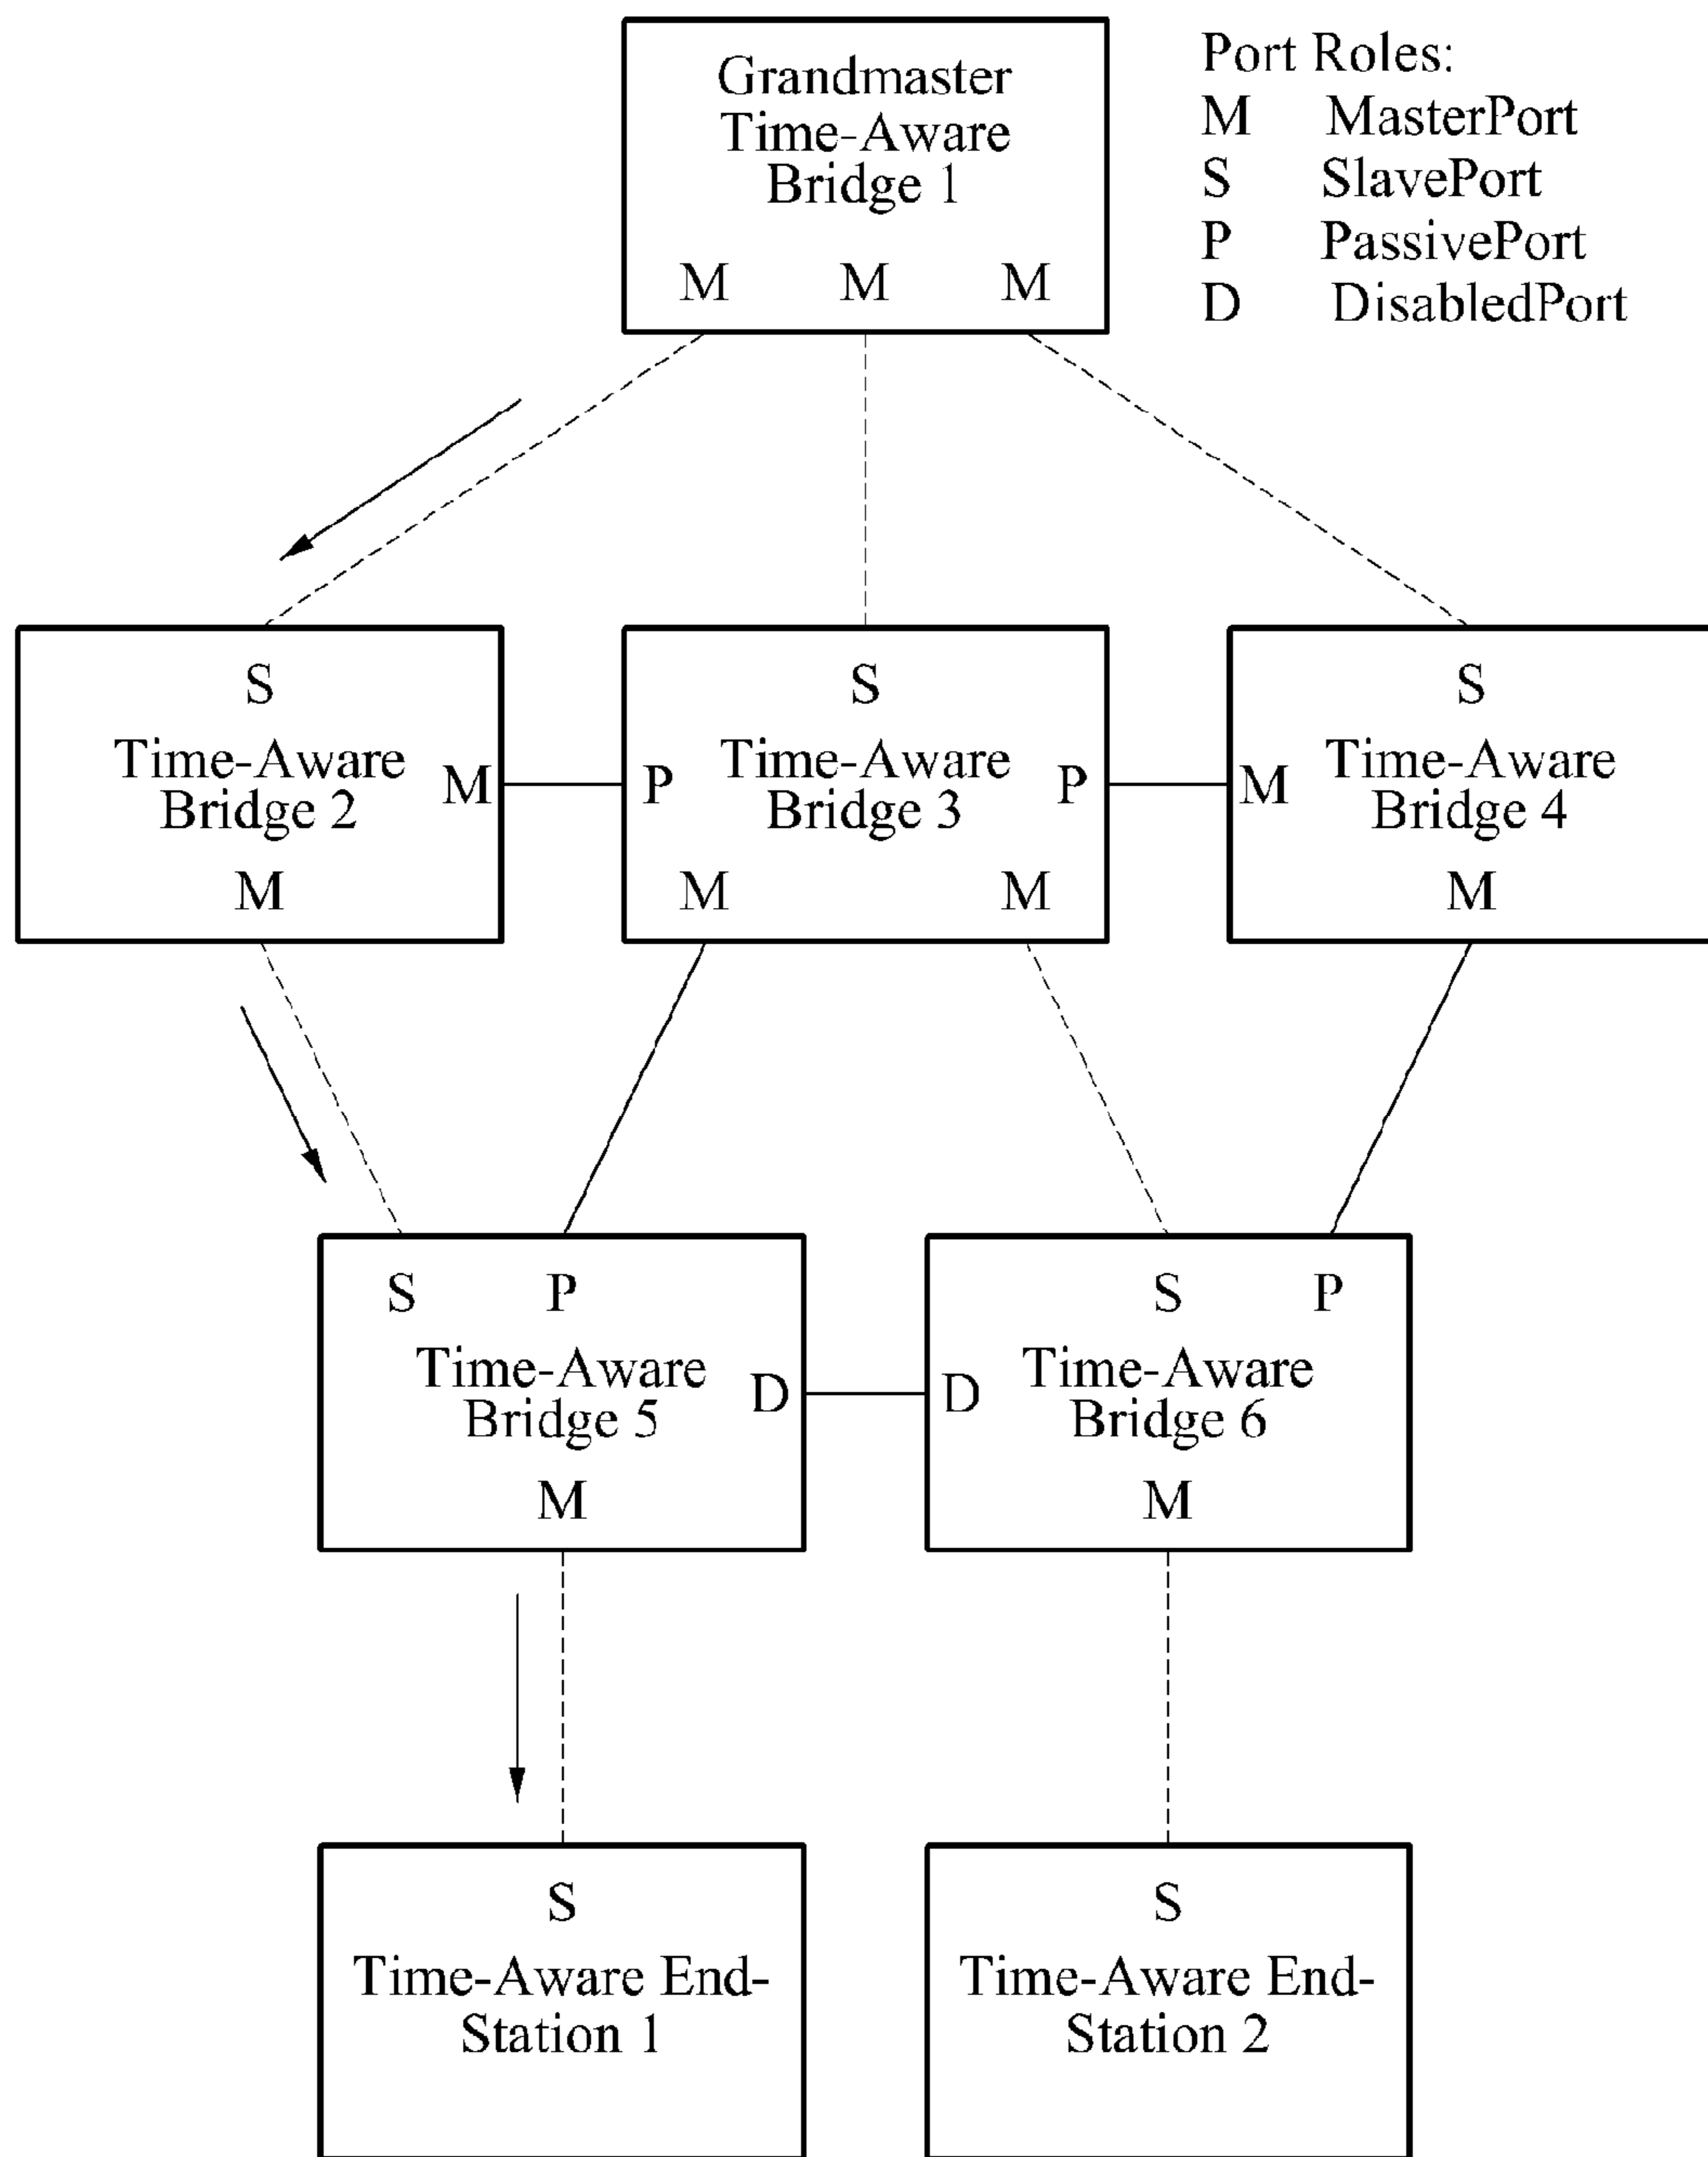 Grandmaster
Time-Aware
Bridge 1
M M M
Port Roles:
M MasterPort
S SlavePort
P PassivePort
D DisabledPort
S
Time-Aware
Bridge 2
M
M
S
P
Time-Aware
Bridge 3
P
M M
S
M
Time-Aware
Bridge 4
M
S P
Time-Aware
Bridge 5
D
M
S P
D
Time-Aware
Bridge 6
M
S
Time-Aware End-
Station 1
S
Time-Aware End-
Station 2